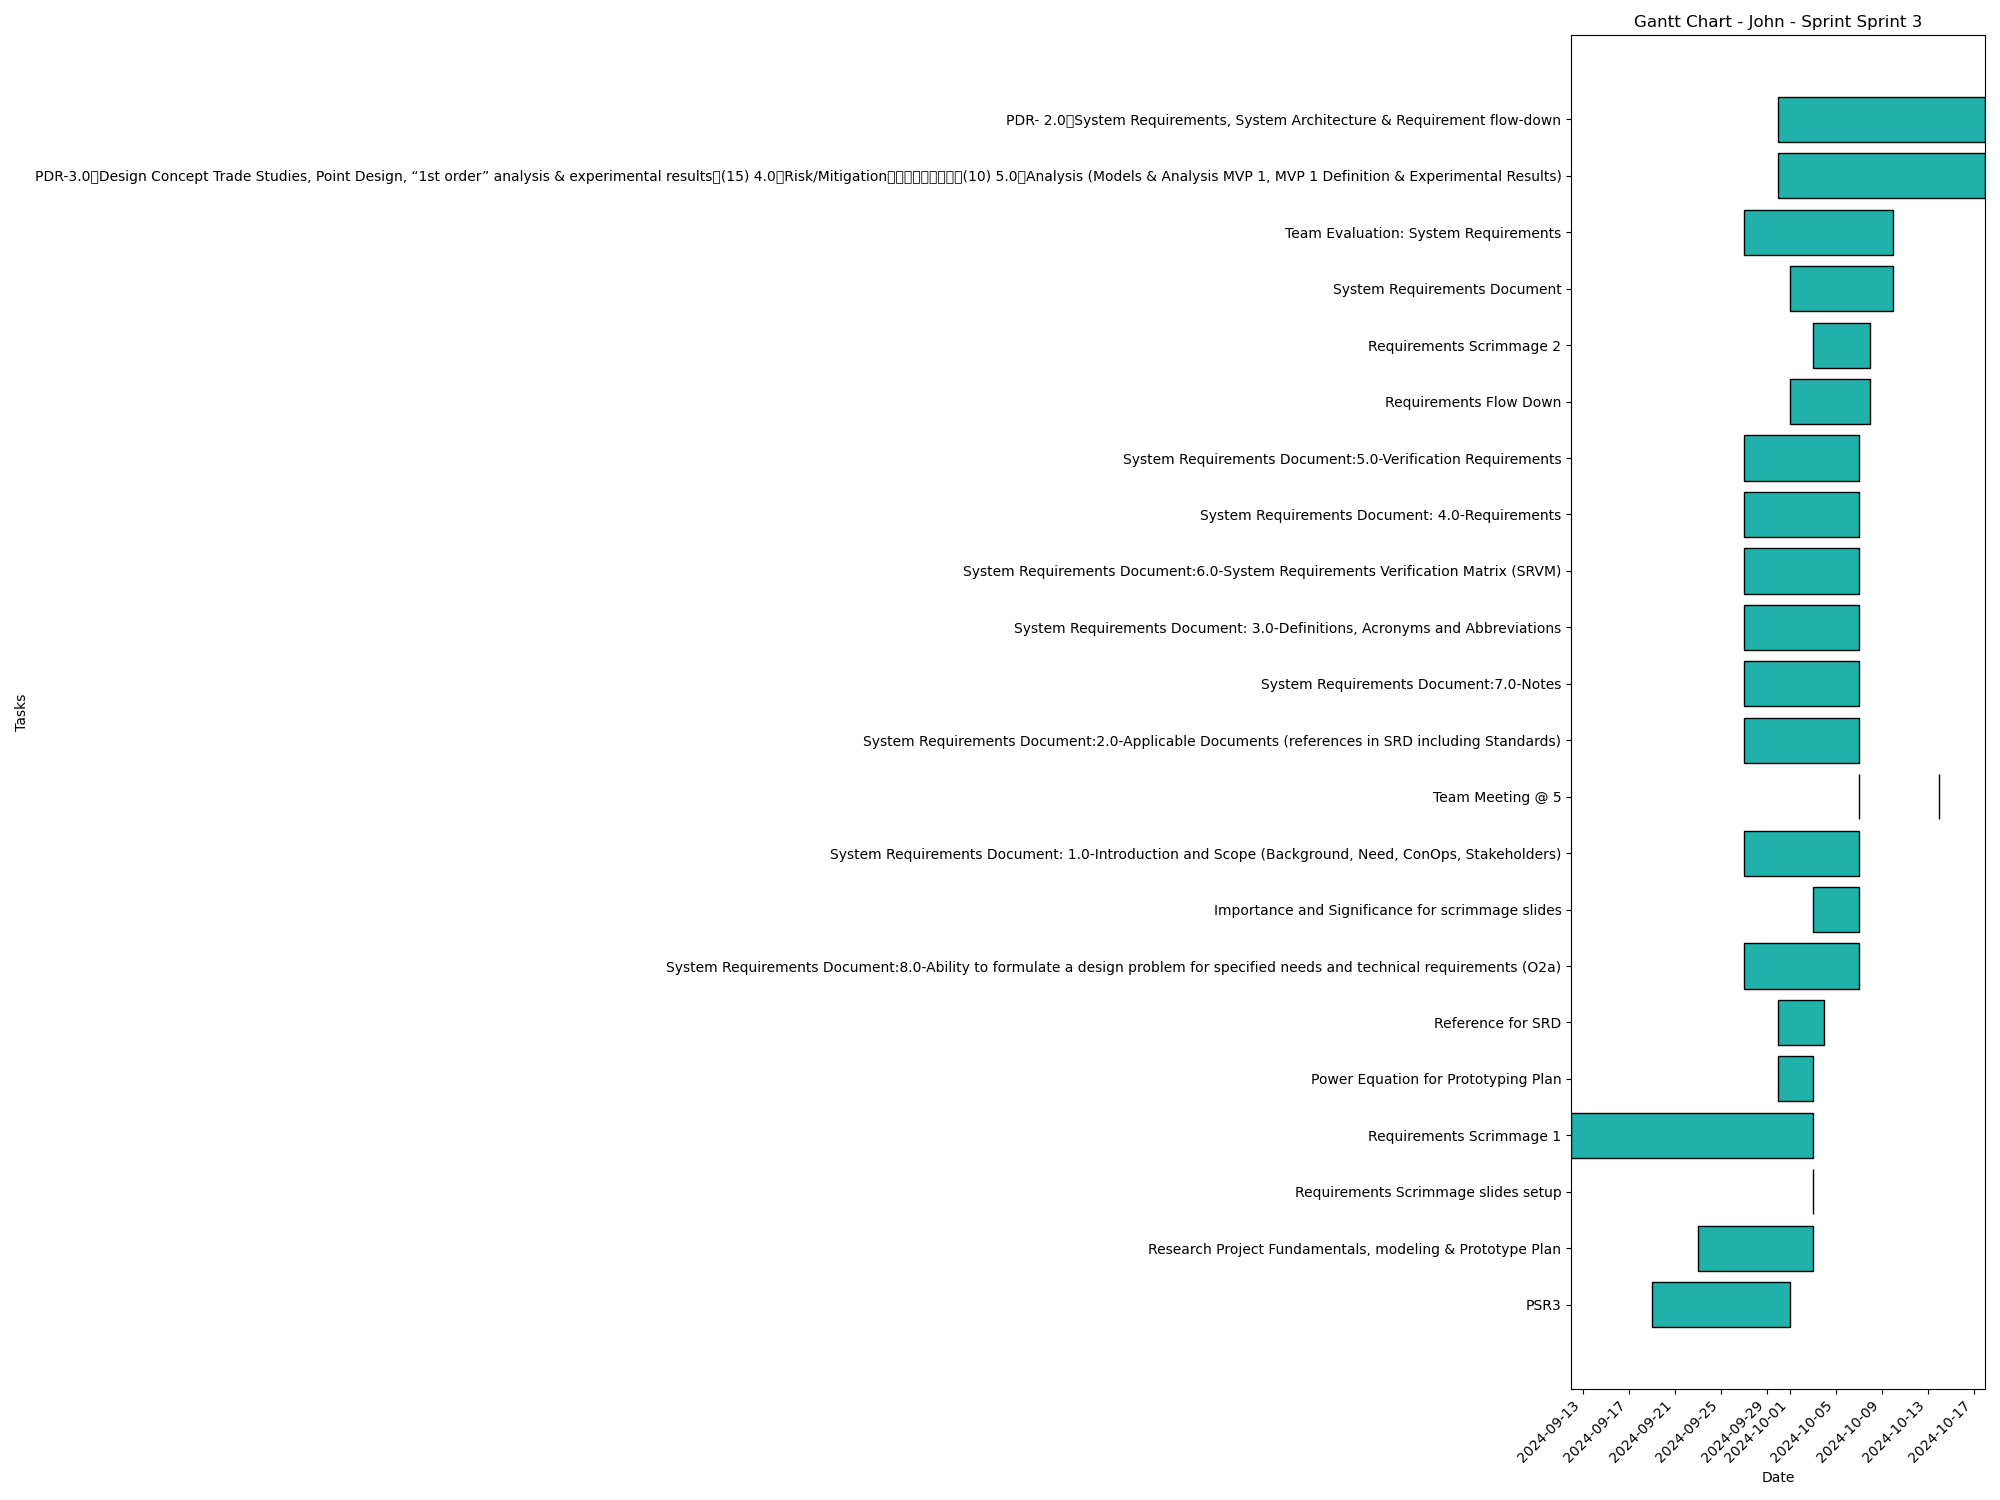 Gantt Chart - John - Sprint Sprint 3
PDR- 2.0▯System Requirements, System Architecture & Requirement flow-down
PDR-3.0▯Design Concept Trade Studies, Point Design, “1st order” analysis & experimental results▯(15) 4.0▯Risk/Mitigation▯▯▯▯▯▯▯▯▯(10) 5.0▯Analysis (Models & Analysis MVP 1, MVP 1 Definition & Experimental Results)
Team Evaluation: System Requirements
System Requirements Document
Requirements Scrimmage 2
Requirements Flow Down
System Requirements Document:5.0-Verification Requirements
System Requirements Document: 4.0-Requirements
System Requirements Document:6.0-System Requirements Verification Matrix (SRVM)
System Requirements Document: 3.0-Definitions, Acronyms and Abbreviations
System Requirements Document:7.0-Notes
System Requirements Document:2.0-Applicable Documents (references in SRD including Standards)
Team Meeting @ 5
System Requirements Document: 1.0-Introduction and Scope (Background, Need, ConOps, Stakeholders)
Importance and Significance for scrimmage slides
System Requirements Document:8.0-Ability to formulate a design problem for specified needs and technical requirements (O2a)
Reference for SRD
Power Equation for Prototyping Plan
Requirements Scrimmage 1
Requirements Scrimmage slides setup
Research Project Fundamentals, modeling & Prototype Plan
PSR3
Tasks
2024-09-13
2024-09-17
2024-09-21
2024-09-25
2024-09-29
2024-10-01
2024-10-05
2024-10-09
2024-10-13
2024-10-17
Date